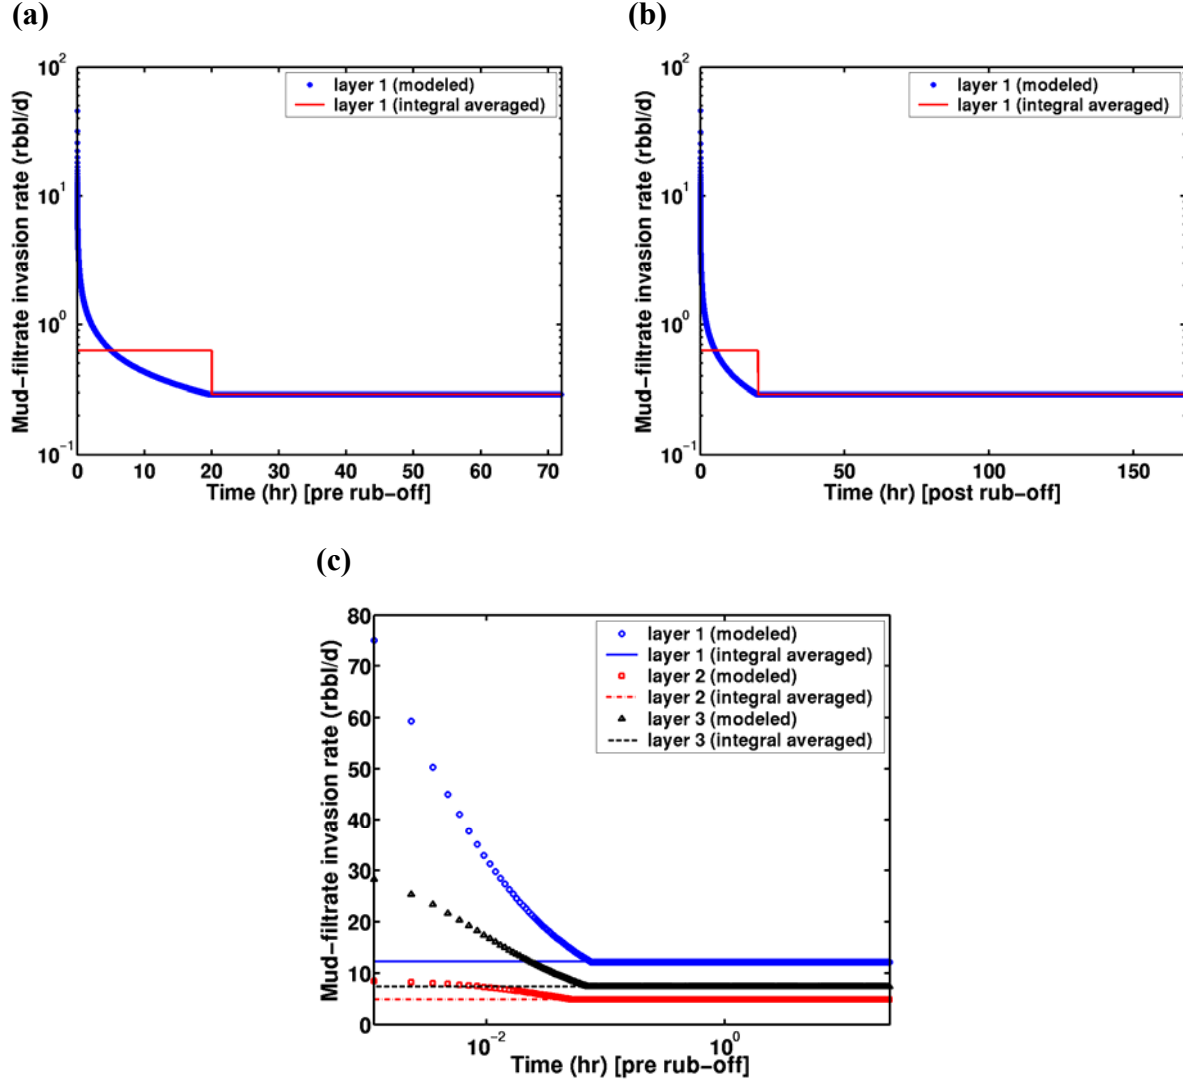 (a)
(b)
Mud-filtrate invasion rate (rbbl/d)
10^2
10^1
10^0
10^-1
layer 1 (modeled)
layer 1 (integral averaged)
0 10 20 30 40 50 60 70
Time (hr) [pre rub-off]
Mud-filtrate invasion rate (rbbl/d)
10^2
10^1
10^0
10^-1
layer 1 (modeled)
layer 1 (integral averaged)
0 50 100 150
Time (hr) [post rub-off]
(c)
Mud-filtrate invasion rate (rbbl/d)
80
70
60
50
40
30
20
10
0
layer 1 (modeled)
layer 1 (integral averaged)
layer 2 (modeled)
layer 2 (integral averaged)
layer 3 (modeled)
layer 3 (integral averaged)
10^-2 10^0
Time (hr) [pre rub-off]